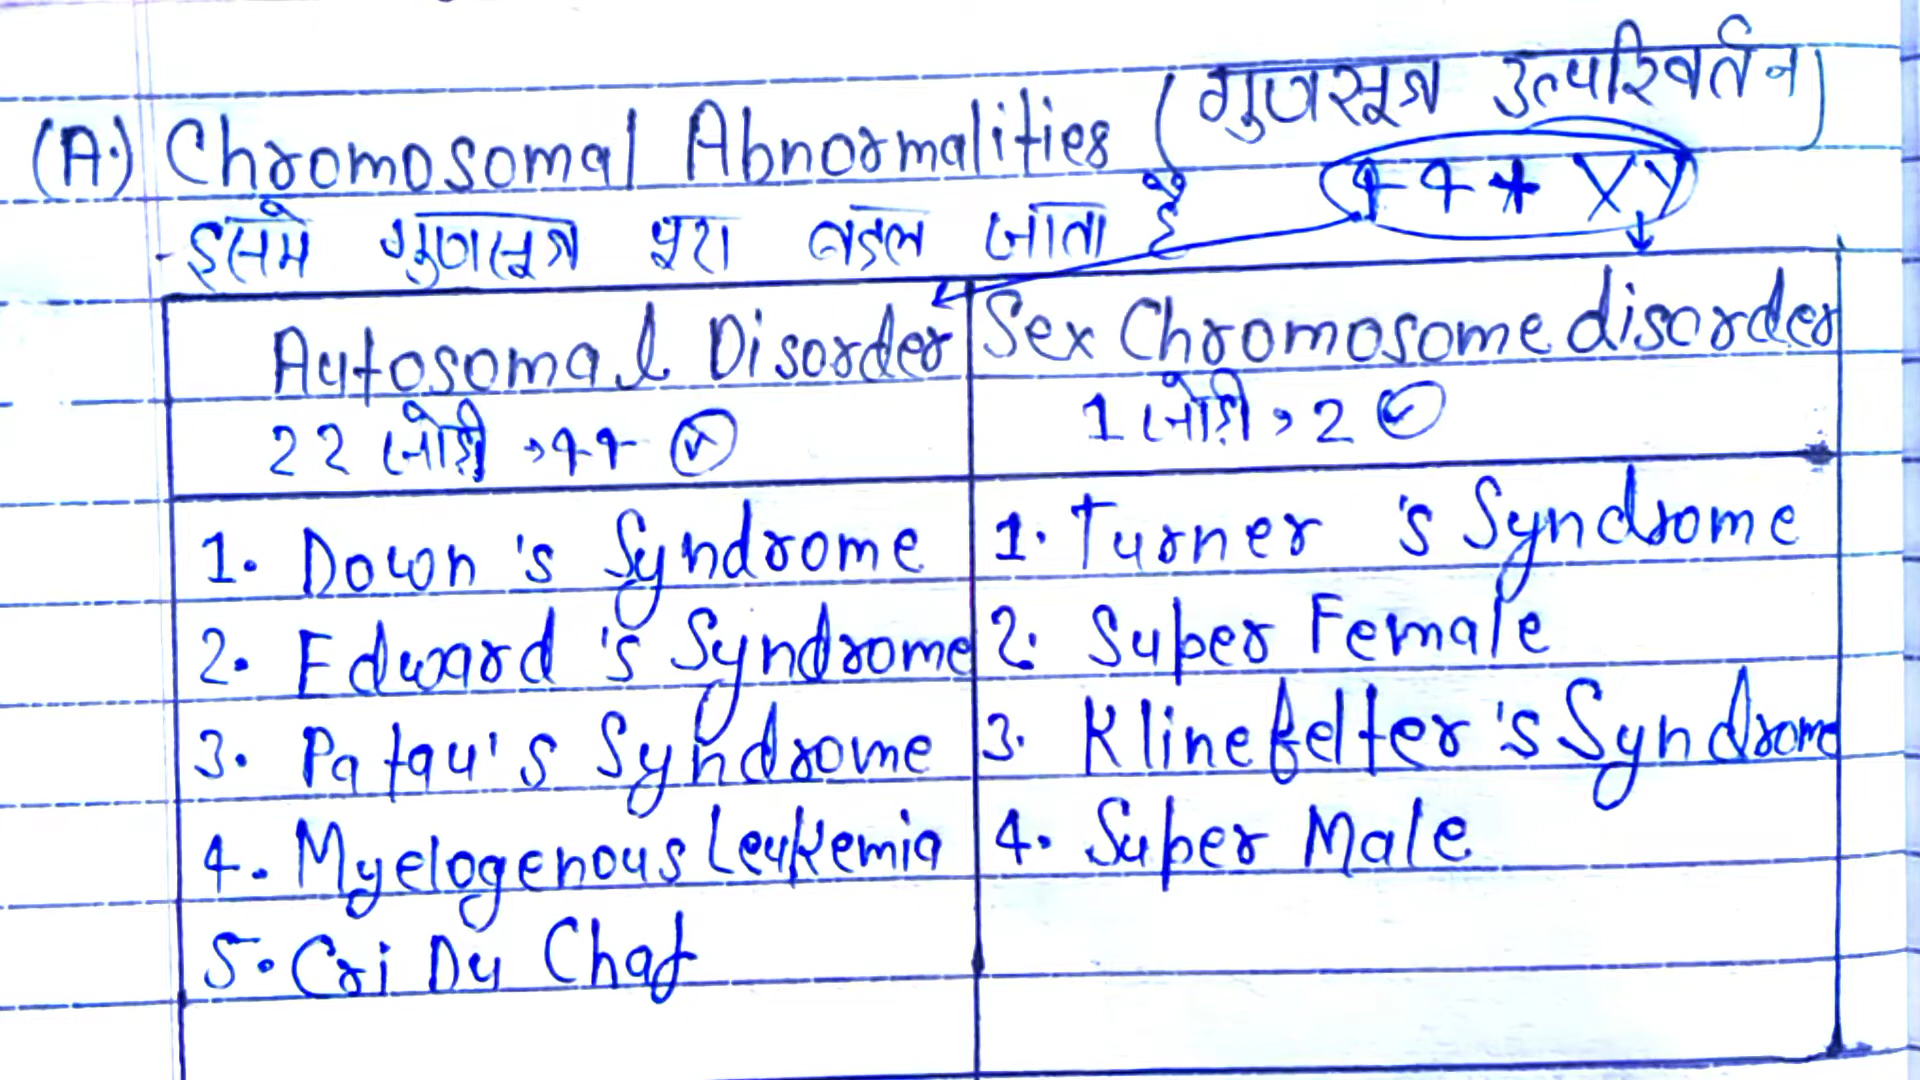 (A.) Chromosomal Abnormalities (गुणसूत्र उत्परिवर्तन)
44 + XY
- इसमे गुणसूत्र पूरा बदल जाता है
Autosomal Disorder
22 जोड़ी, 44
Sex Chromosome disorder
1 जोड़ी, 2
1. Down's Syndrome
2. Edward's Syndrome
3. Patau's Syndrome
4. Myelogenous Leukemia
5. Cri Du Chat
1. Turner's Syndrome
2. Super Female
3. Klinefelter's Syndrome
4. Super Male